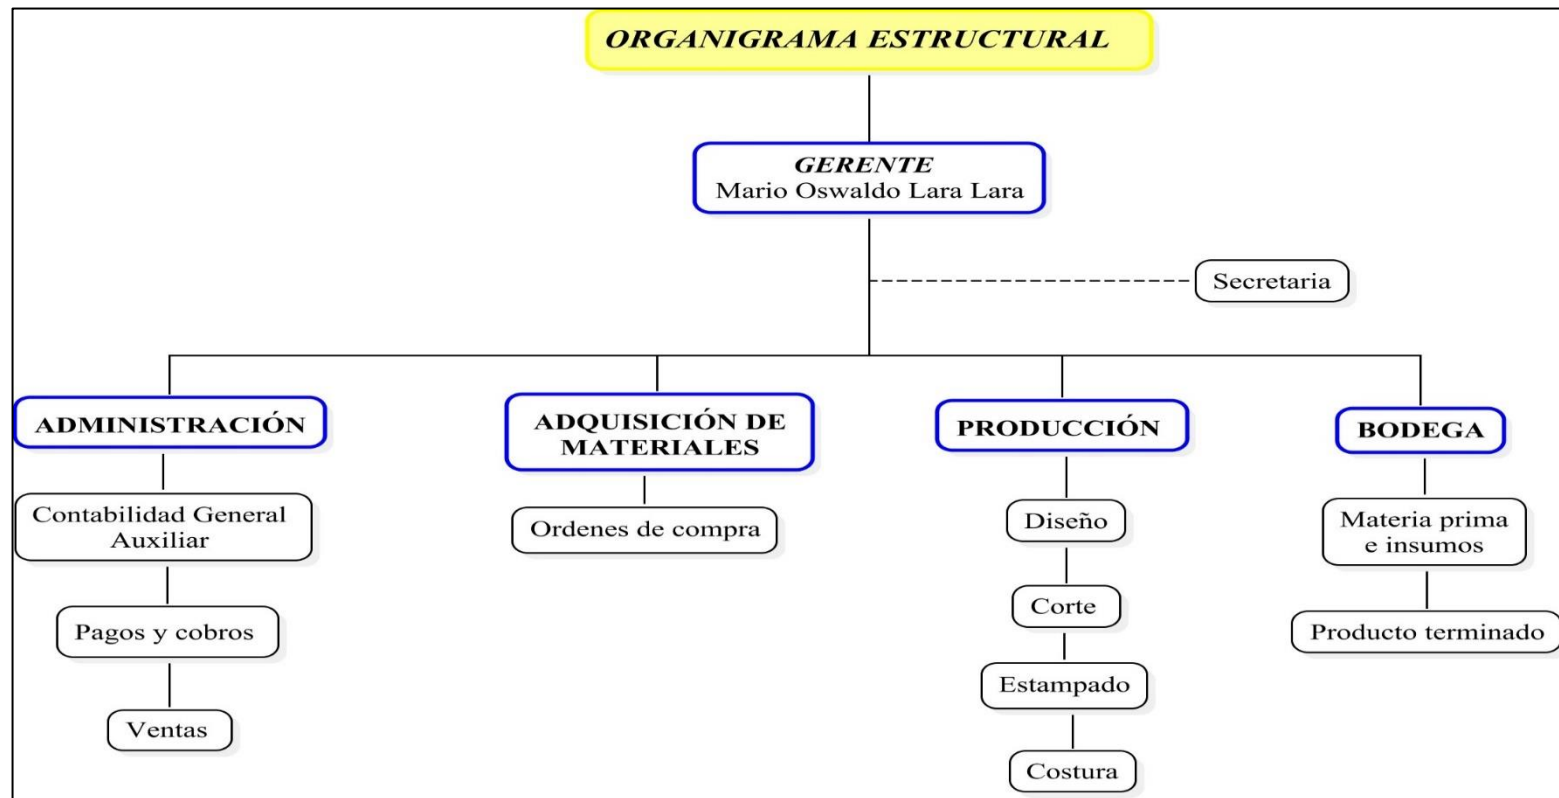 ORGANIGRAMA ESTRUCTURAL
GERENTE
Mario Oswaldo Lara Lara
Secretaria
ADMINISTRACIÓN
Contabilidad General
Auxiliar
Pagos y cobros
Ventas
ADQUISICIÓN DE
MATERIALES
Ordenes de compra
PRODUCCIÓN
Diseño
Corte
Estampado
Costura
BODEGA
Materia prima
e insumos
Producto terminado